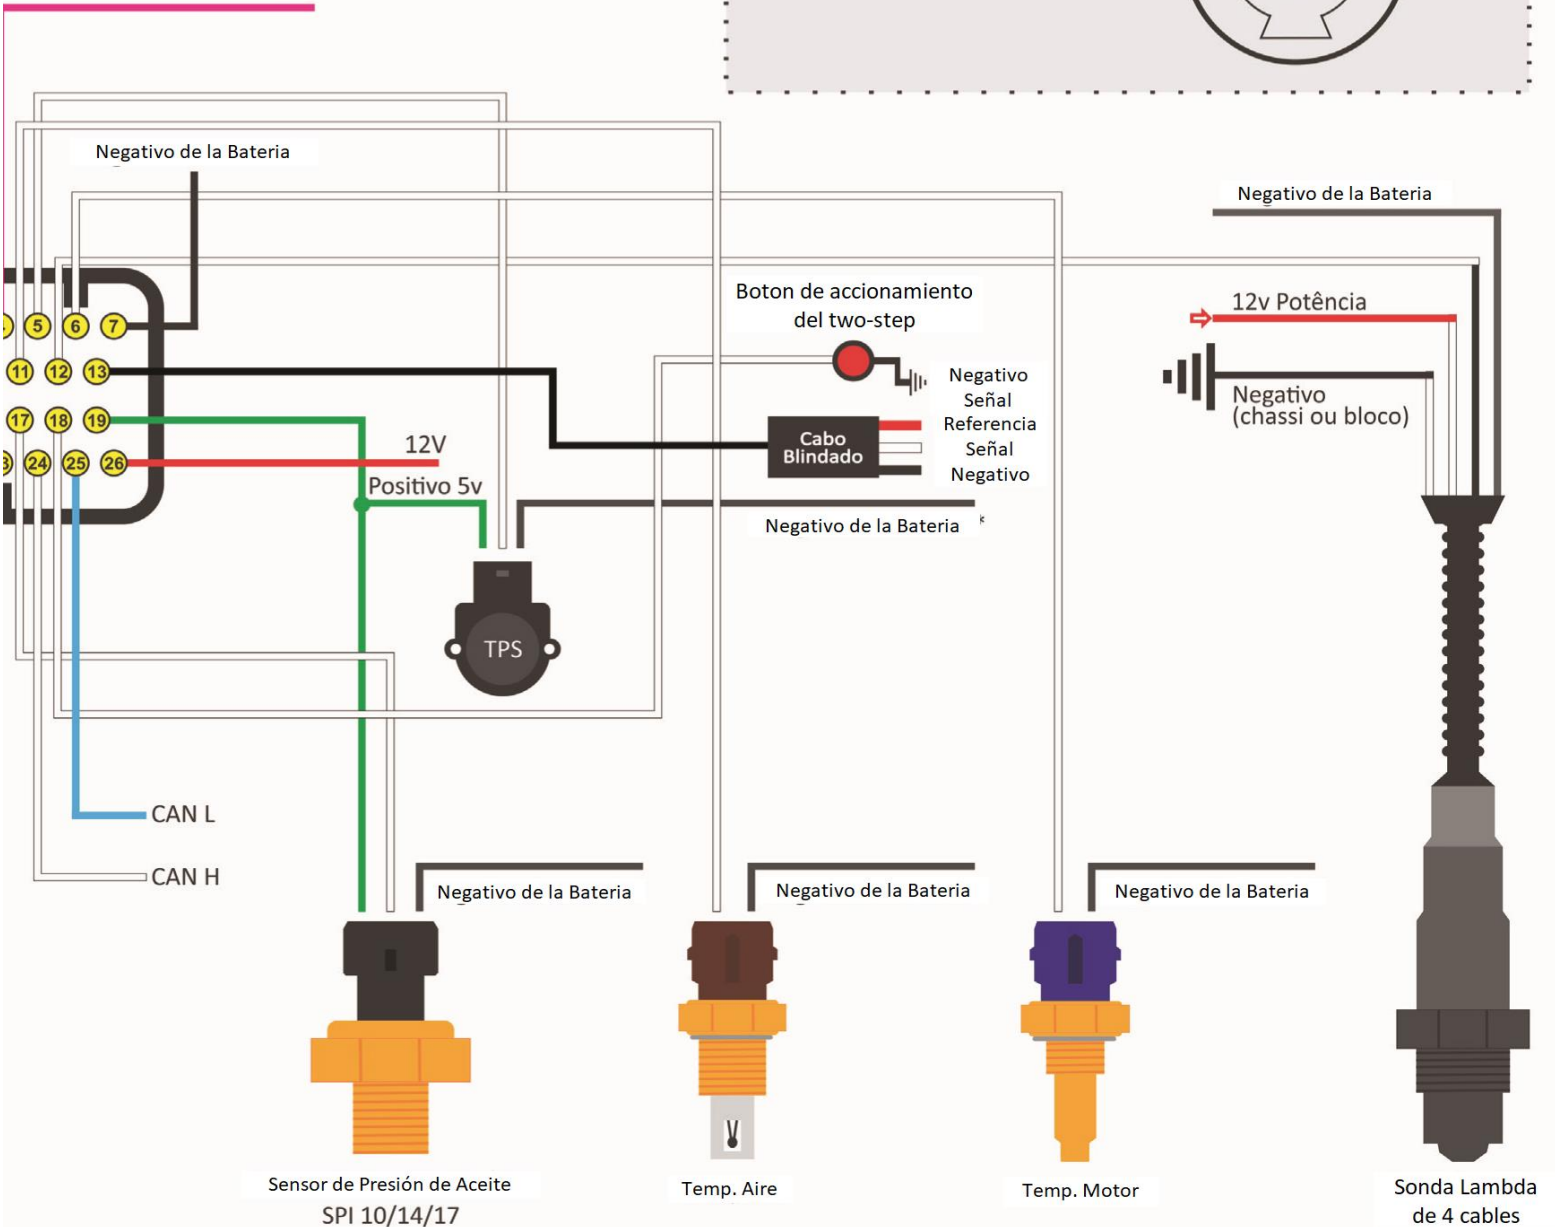 Negativo de la Bateria
Negativo de la Bateria
12v Potência
Boton de accionamiento
del two-step
5 6 7
11 12 13
Negativo
Señal
Referencia
Señal
Negativo
Negativo
(chassi ou bloco)
17 18 19
Cabo
Blindado
12V
24 25 26
Positivo 5v
Negativo de la Bateria *
TPS
CAN L
CAN H
Negativo de la Bateria
Negativo de la Bateria
Negativo de la Bateria
Sensor de Presión de Aceite
SPI 10/14/17
Temp. Aire
Temp. Motor
Sonda Lambda
de 4 cables